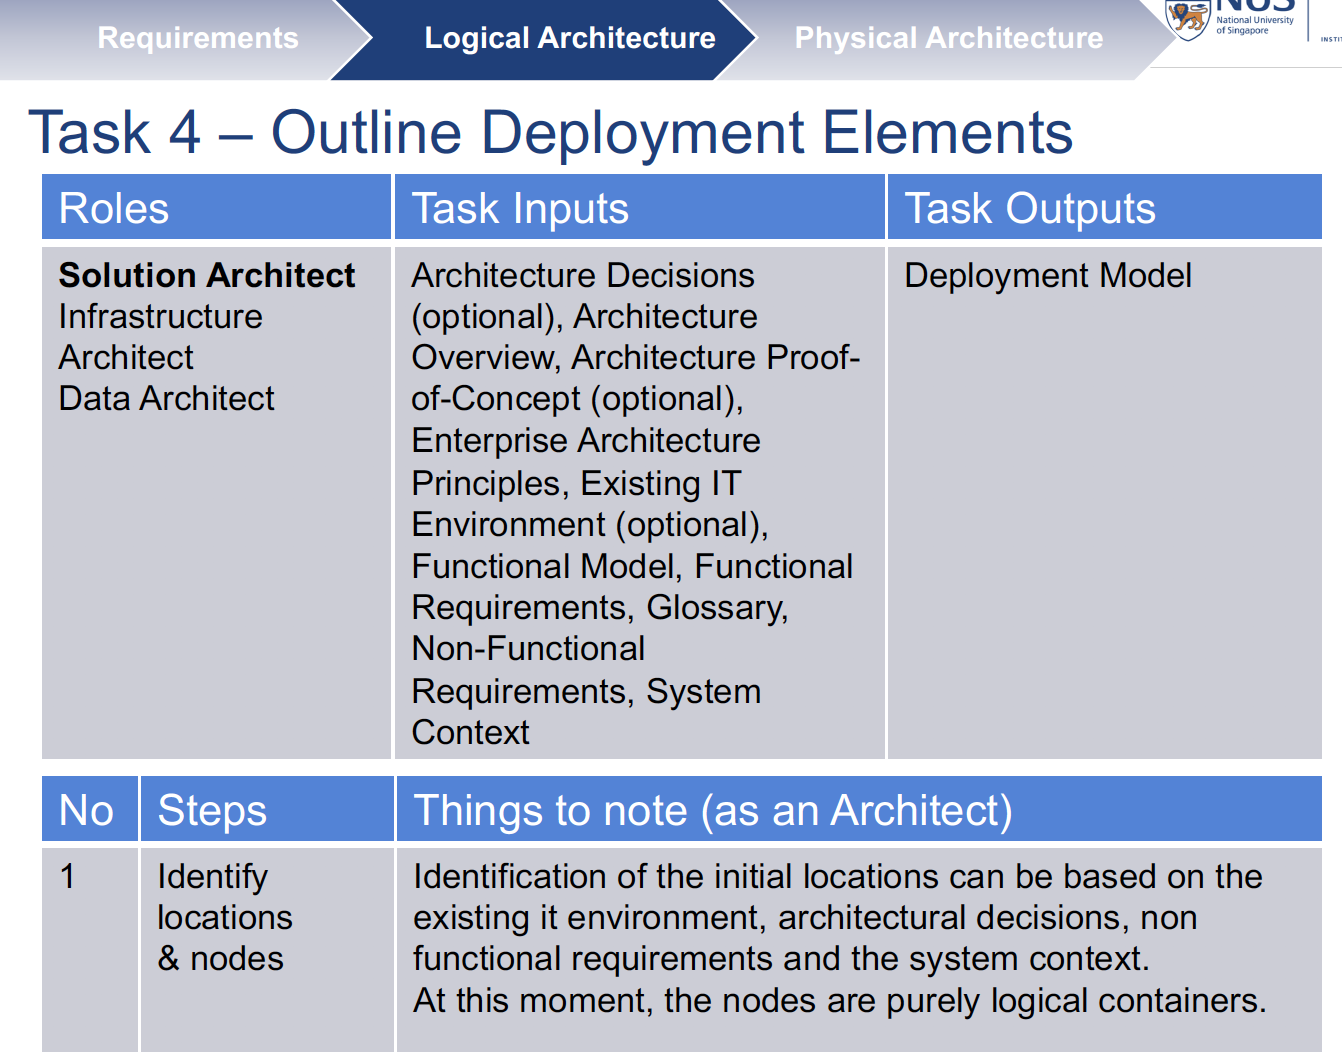 Requirements
Logical Architecture
Physical Architecture
NUS
National University
of Singapore
Task 4 – Outline Deployment Elements
Roles
Task Inputs
Task Outputs
Solution Architect
Infrastructure
Architect
Data Architect
Architecture Decisions
(optional), Architecture
Overview, Architecture Proof-
of-Concept (optional),
Enterprise Architecture
Principles, Existing IT
Environment (optional),
Functional Model, Functional
Requirements, Glossary,
Non-Functional
Requirements, System
Context
Deployment Model
No
Steps
Things to note (as an Architect)
1
Identify
locations
& nodes
Identification of the initial locations can be based on the
existing it environment, architectural decisions, non
functional requirements and the system context.
At this moment, the nodes are purely logical containers.